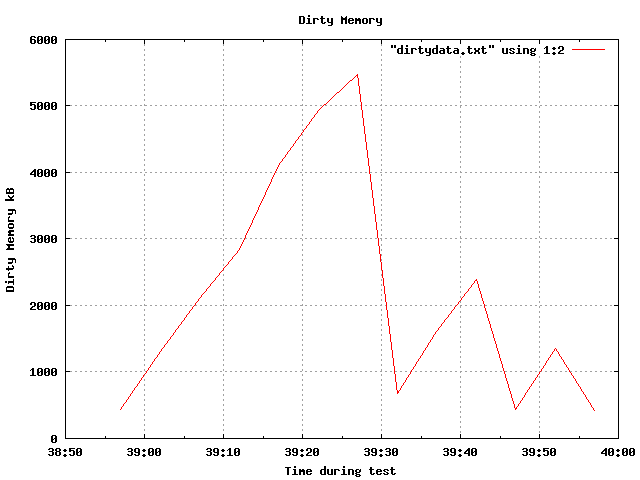 Dirty Memory
"dirtydata.txt" using 1:2
6000
5000
4000
3000
2000
1000
0
Dirty Memory kB
38:50 39:00 39:10 39:20 39:30 39:40 39:50 40:00
Time during test